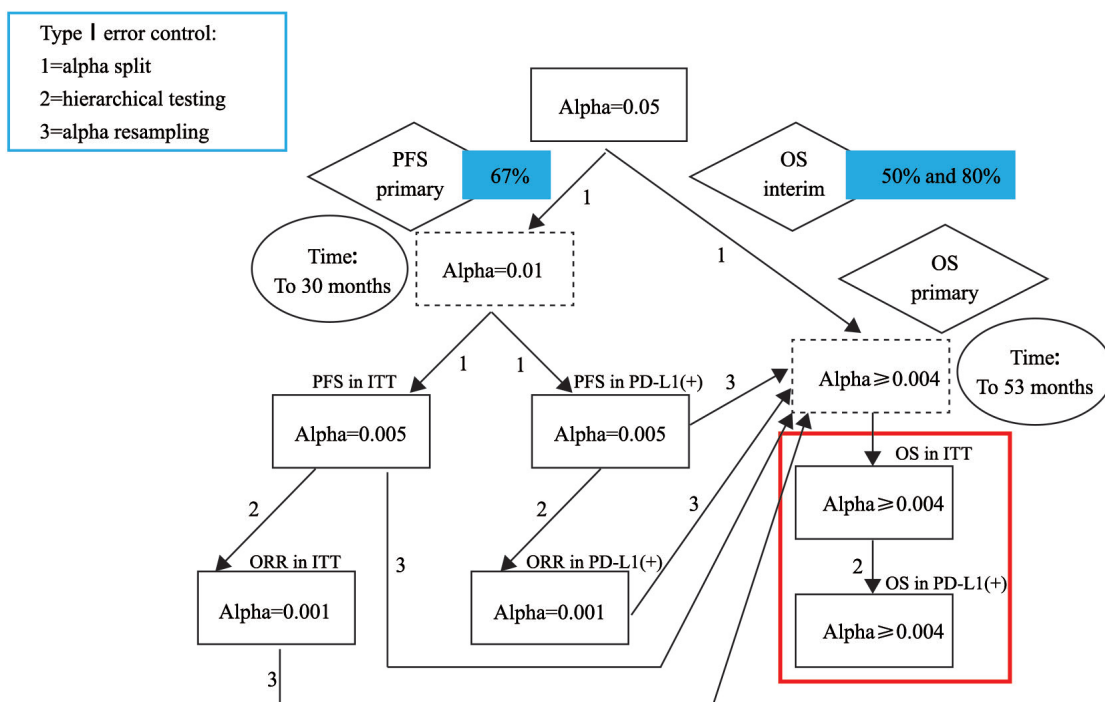 Type I error control:
1=alpha split
2=hierarchical testing
3=alpha resampling
Alpha=0.05
PFS
primary
67%
OS
interim
50% and 80%
1
1
Time:
To 30 months
Alpha=0.01
OS
primary
1
1
Time:
To 53 months
Alpha≥0.004
PFS in ITT
Alpha=0.005
PFS in PD-L1(+)
Alpha=0.005
3
OS in ITT
Alpha≥0.004
2
2
3
3
2
ORR in ITT
Alpha=0.001
ORR in PD-L1(+)
Alpha=0.001
OS in PD-L1(+)
Alpha≥0.004
3